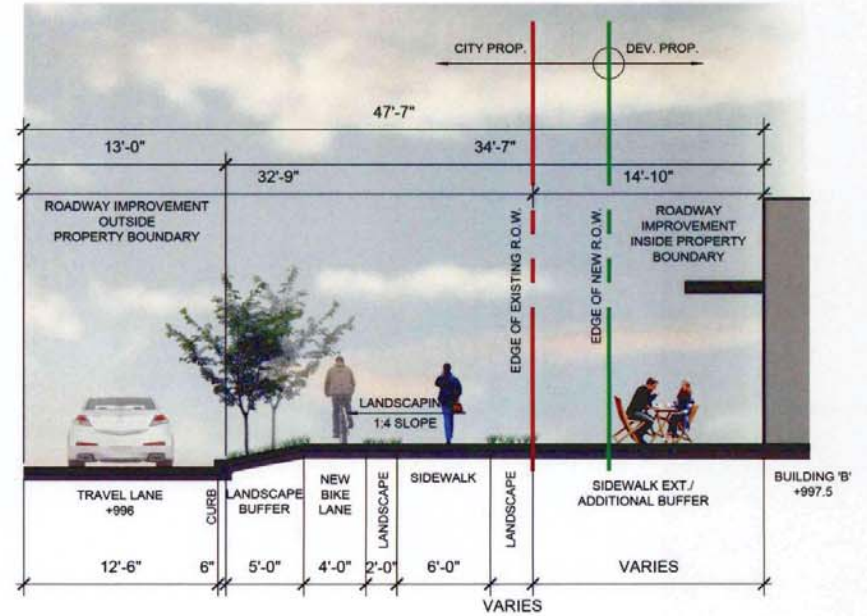 CITY PROP.
DEV. PROP.
47'-7"
13'-0"
34'-7"
32'-9"
14'-10"
ROADWAY IMPROVEMENT
OUTSIDE
PROPERTY BOUNDARY
EDGE OF EXISTING R.O.W.
EDGE OF NEW R.O.W.
ROADWAY
IMPROVEMENT
INSIDE PROPERTY
BOUNDARY
LANDSCAPIN
1:4 SLOPE
TRAVEL LANE
+996
CURB
LANDSCAPE
BUFFER
NEW
BIKE
LANE
LANDSCAPE
SIDEWALK
LANDSCAPE
SIDEWALK EXT./
ADDITIONAL BUFFER
BUILDING 'B'
+997.5
12'-6"
6"
5'-0"
4'-0"
2'-0"
6'-0"
VARIES
VARIES